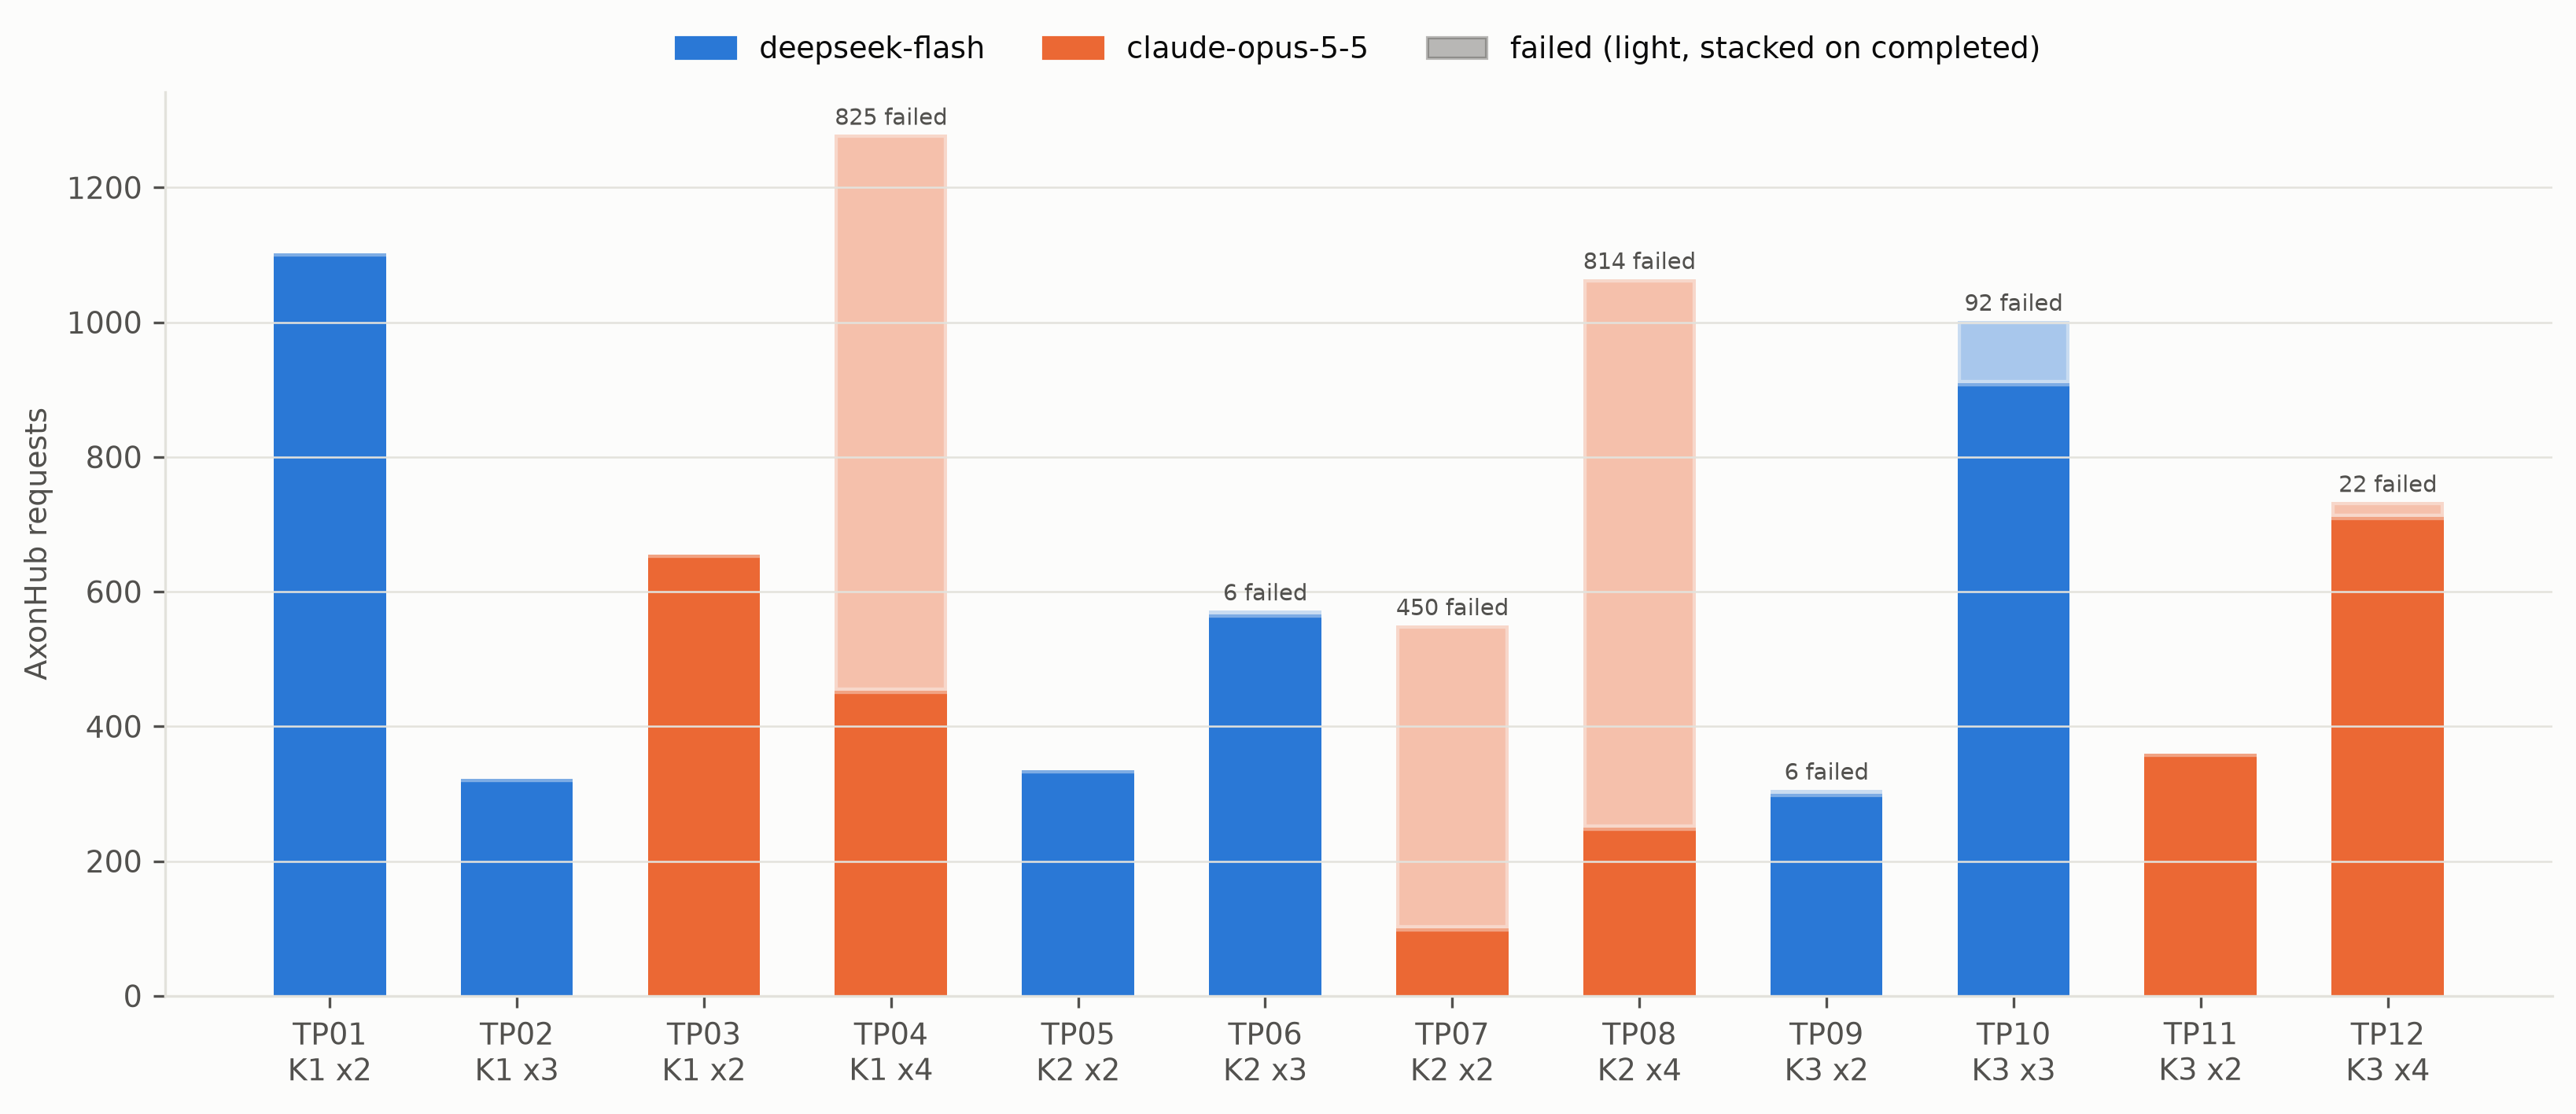 deepseek-flash
claude-opus-5-5
failed (light, stacked on completed)
AxonHub requests
1200
1000
800
600
400
200
0
825 failed
6 failed
450 failed
814 failed
6 failed
92 failed
22 failed
TP01
K1 x2
TP02
K1 x3
TP03
K1 x2
TP04
K1 x4
TP05
K2 x2
TP06
K2 x3
TP07
K2 x2
TP08
K2 x4
TP09
K3 x2
TP10
K3 x3
TP11
K3 x2
TP12
K3 x4